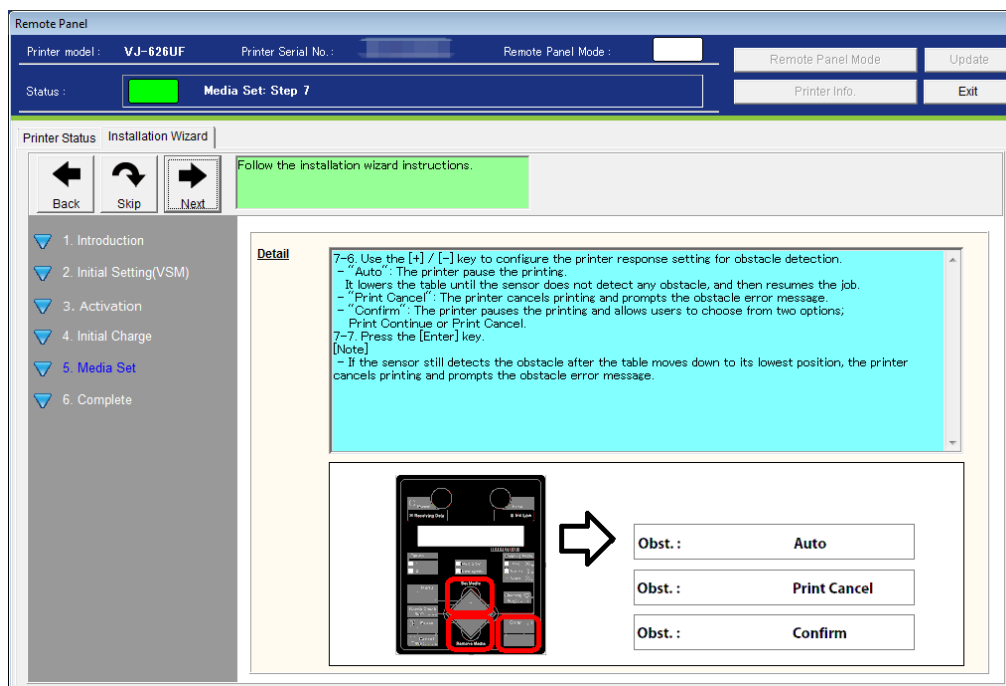 Remote Panel
Printer model : VJ-626UF Printer Serial No. : Remote Panel Mode :
Remote Panel Mode Update
Status : Media Set: Step 7
Printer Info. Exit
Printer Status Installation Wizard
Follow the installation wizard instructions.
Back Skip Next
1. Introduction
2. Initial Setting(VSM)
3. Activation
4. Initial Charge
5. Media Set
6. Complete
Detail
7-6. Use the [+] / [-] key to configure the printer response setting for obstacle detection.
- "Auto": The printer pause the printing.
It lowers the table until the sensor does not detect any obstacle, and then resumes the job.
- "Print Cancel": The printer cancels printing and prompts the obstacle error message.
- "Confirm": The printer pauses the printing and allows users to choose from two options;
Print Continue or Print Cancel.
7-7. Press the [Enter] key.
[Note]
- If the sensor still detects the obstacle after the table moves down to its lowest position, the printer
cancels printing and prompts the obstacle error message.
Set Media
Remove Media
Obst. : Auto
Obst. : Print Cancel
Obst. : Confirm